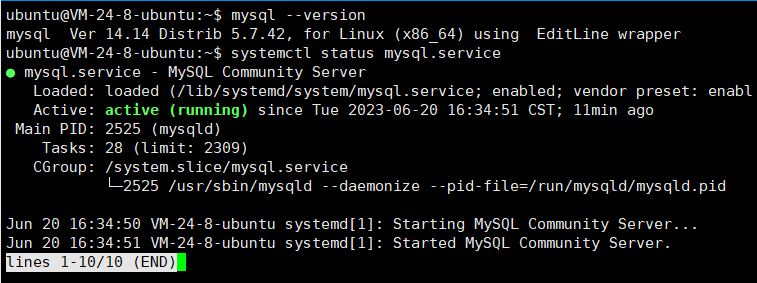 ubuntu@VM-24-8-ubuntu:~$ mysql --version
mysql  Ver 14.14 Distrib 5.7.42, for Linux (x86_64) using  EditLine wrapper
ubuntu@VM-24-8-ubuntu:~$ systemctl status mysql.service
● mysql.service - MySQL Community Server
   Loaded: loaded (/lib/systemd/system/mysql.service; enabled; vendor preset: enabl
   Active: active (running) since Tue 2023-06-20 16:34:51 CST; 11min ago
 Main PID: 2525 (mysqld)
    Tasks: 28 (limit: 2309)
   CGroup: /system.slice/mysql.service
           └─2525 /usr/sbin/mysqld --daemonize --pid-file=/run/mysqld/mysqld.pid
Jun 20 16:34:50 VM-24-8-ubuntu systemd[1]: Starting MySQL Community Server...
Jun 20 16:34:51 VM-24-8-ubuntu systemd[1]: Started MySQL Community Server.
lines 1-10/10 (END)